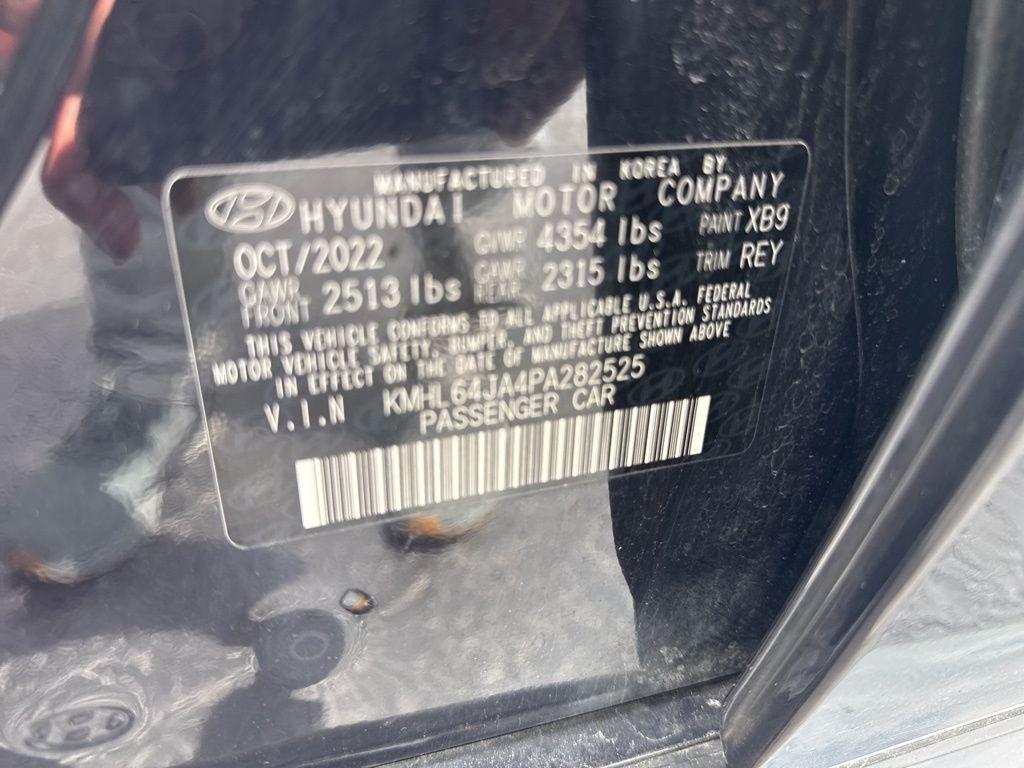 MANUFACTURED IN KOREA BY
HYUNDAI MOTOR COMPANY
OCT/2022 GVWR 4354 lbs PAINT XB9
GAWR FRONT 2513 lbs GAWR REAR 2315 lbs TRIM REY
THIS VEHICLE CONFORMS TO ALL APPLICABLE U.S.A. FEDERAL
MOTOR VEHICLE SAFETY, BUMPER, AND THEFT PREVENTION STANDARDS
IN EFFECT ON THE DATE OF MANUFACTURE SHOWN ABOVE
V.I.N KMHL64JA4PA282525
PASSENGER CAR